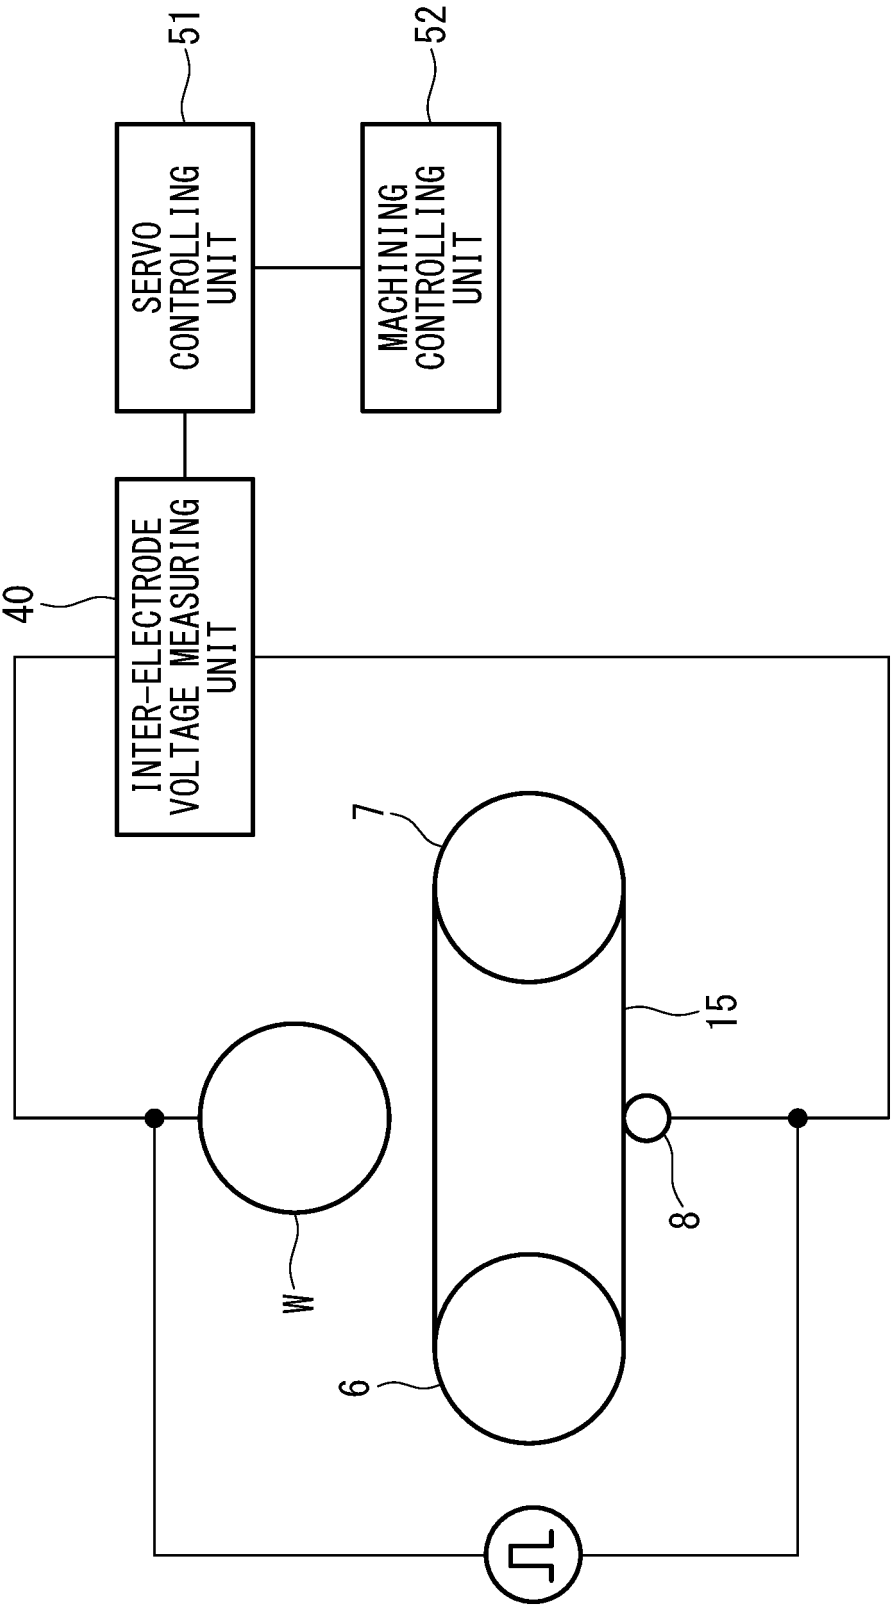 40
INTER-ELECTRODE
VOLTAGE MEASURING
UNIT
51
SERVO
CONTROLLING
UNIT
52
MACHINING
CONTROLLING
UNIT
W
6
7
15
8